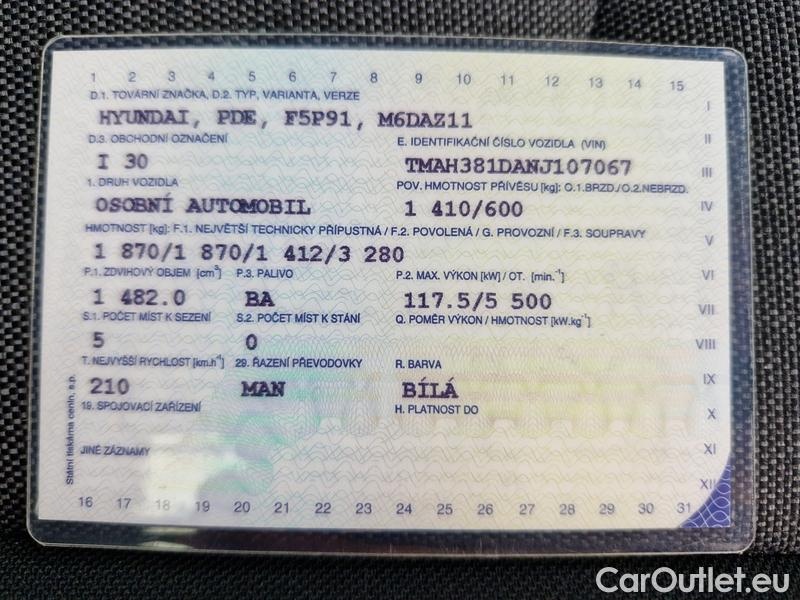 1 2 3 4 5 6 7 8 9 10 11 12 13 14 15
D.1. TOVÁRNÍ ZNAČKA, D.2. TYP, VARIANTA, VERZE
I
HYUNDAI, PDE, F5P91, M6DAZ11
D.3. OBCHODNÍ OZNAČENÍ E. IDENTIFIKAČNÍ ČÍSLO VOZIDLA (VIN) II
I 30 TMAH381DANJ107067 III
1. DRUH VOZIDLA POV. HMOTNOST PŘÍVĚSU [kg]: O.1.BRZD./O.2.NEBRZD.
OSOBNÍ AUTOMOBIL 1 410/600 IV
HMOTNOST [kg]: F.1. NEJVĚTŠÍ TECHNICKY PŘÍPUSTNÁ / F.2. POVOLENÁ / G. PROVOZNÍ / F.3. SOUPRAVY
1 870/1 870/1 412/3 280 V
P.1. ZDVIHOVÝ OBJEM [cm³] P.3. PALIVO P.2. MAX. VÝKON [kW] / OT. [min.⁻¹] VI
1 482.0 BA 117.5/5 500 VII
S.1. POČET MÍST K SEZENÍ S.2. POČET MÍST K STÁNÍ Q. POMĚR VÝKON / HMOTNOST [kW.kg⁻¹]
5 0 VIII
T. NEJVYŠŠÍ RYCHLOST [km.h⁻¹] 29. ŘAZENÍ PŘEVODOVKY R. BARVA
210 MAN BÍLÁ IX
19. SPOJOVACÍ ZAŘÍZENÍ H. PLATNOST DO X
JINÉ ZÁZNAMY XI
XII
16 17 18 19 20 21 22 23 24 25 26 27 28 29 30 31
Státní tiskárna cenin, s.p.
CarOutlet.eu